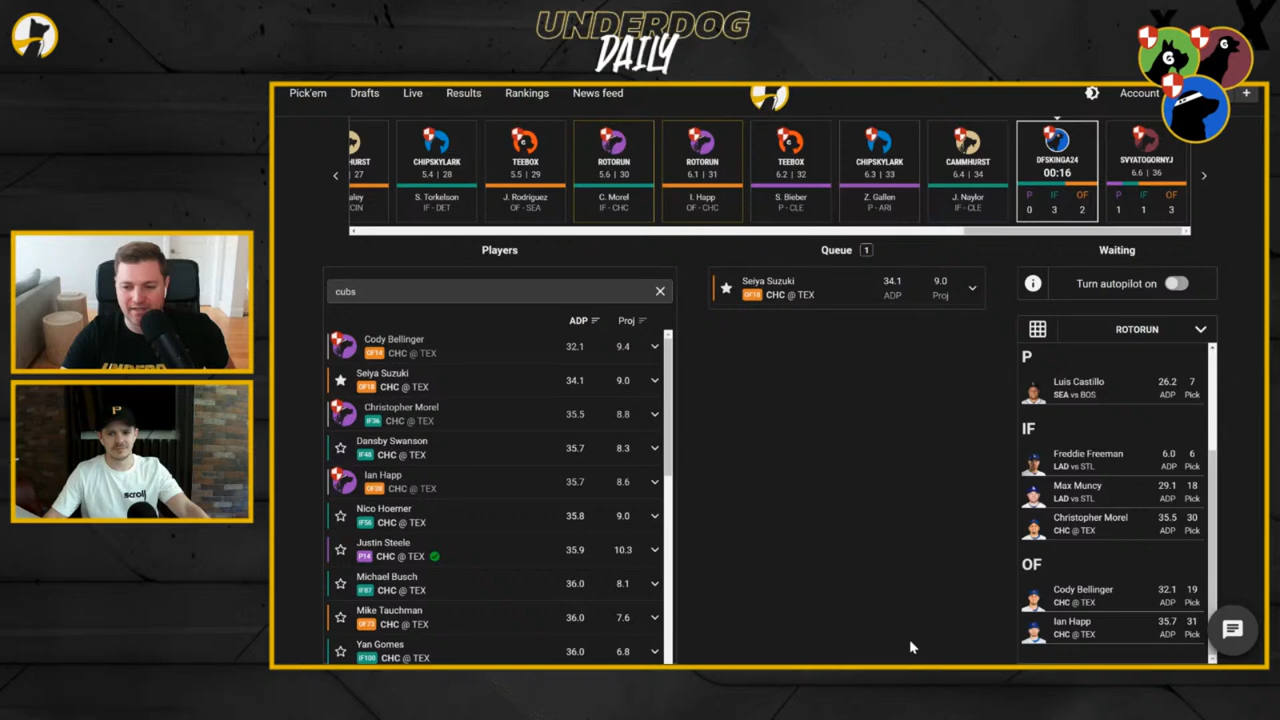 UNDERDOG
DAILY
G
G
Pick'em Drafts Live Results Rankings News feed Account +
HURST CHIPSKYLARK TEEBOX ROTORUN ROTORUN TEEBOX CHIPSKYLARK CAMMHURST DFSKINGA24 SVYATOGORNYJ
27 5.4 | 28 5.5 | 29 5.6 | 30 6.1 | 31 6.2 | 32 6.3 | 33 6.4 | 34 00:16 6.6 | 36
aley S. Torkelson J. Rodriguez C. Morel I. Happ S. Bieber Z. Gallen J. Naylor P IF OF P IF OF
CIN IF - DET OF - SEA IF - CHC OF - CHC P - CLE P - ARI IF - CLE 0 3 2 1 1 3
Players
cubs
ADP Proj
Cody Bellinger
OF14 CHC @ TEX 32.1 9.4
Seiya Suzuki
OF18 CHC @ TEX 34.1 9.0
Christopher Morel
IF36 CHC @ TEX 35.5 8.8
Dansby Swanson
IF48 CHC @ TEX 35.7 8.3
Ian Happ
CHC @ TEX 35.7 8.6
Nico Hoerner
IF56 CHC @ TEX 35.8 9.0
Justin Steele
P14 CHC @ TEX 35.9 10.3
Michael Busch
IF87 CHC @ TEX 36.0 8.1
Mike Tauchman
OF73 CHC @ TEX 36.0 7.6
Yan Gomes
IF100 CHC @ TEX 36.0 6.8
Queue 1
Seiya Suzuki 34.1 9.0
OF18 CHC @ TEX ADP Proj
Waiting
Turn autopilot on
ROTORUN
P
Luis Castillo 26.2 7
SEA vs BOS ADP Pick
IF
Freddie Freeman 6.0 6
LAD vs STL ADP Pick
Max Muncy 29.1 18
LAD vs STL ADP Pick
Christopher Morel 35.5 30
CHC @ TEX ADP Pick
OF
Cody Bellinger 32.1 19
CHC @ TEX ADP Pick
Ian Happ 35.7 31
CHC @ TEX ADP Pick
P
scroll